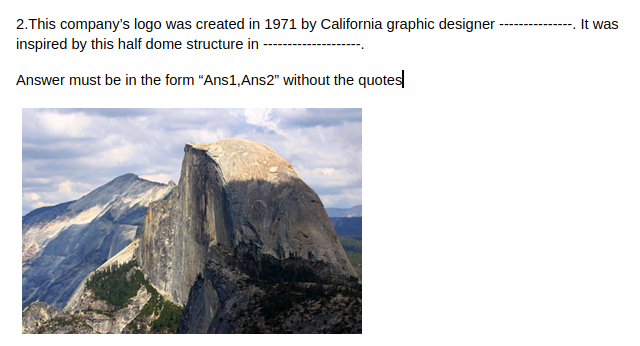 2.This company’s logo was created in 1971 by California graphic designer ---------------. It was
inspired by this half dome structure in --------------------.
Answer must be in the form “Ans1,Ans2” without the quotes